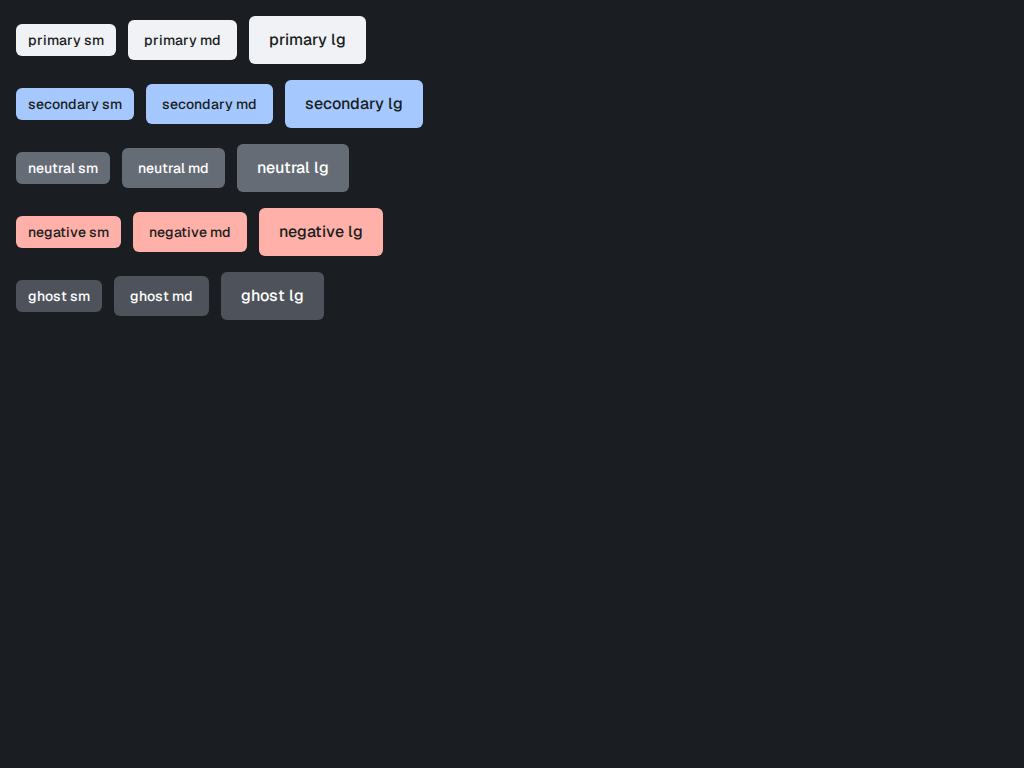 primary sm primary md primary lg
secondary sm secondary md secondary lg
neutral sm neutral md neutral lg
negative sm negative md negative lg
ghost sm ghost md ghost lg